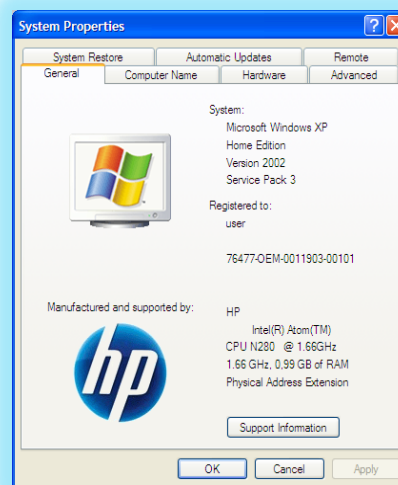 System Properties
System Restore
Automatic Updates
Remote
General
Computer Name
Hardware
Advanced
System:
Microsoft Windows XP
Home Edition
Version 2002
Service Pack 3
Registered to:
user
76477-OEM-0011903-00101
Manufactured and supported by:
HP
Intel(R) Atom(TM)
CPU N280 @ 1.66GHz
1.66 GHz, 0,99 GB of RAM
Physical Address Extension
hp
Support Information
OK
Cancel
Apply